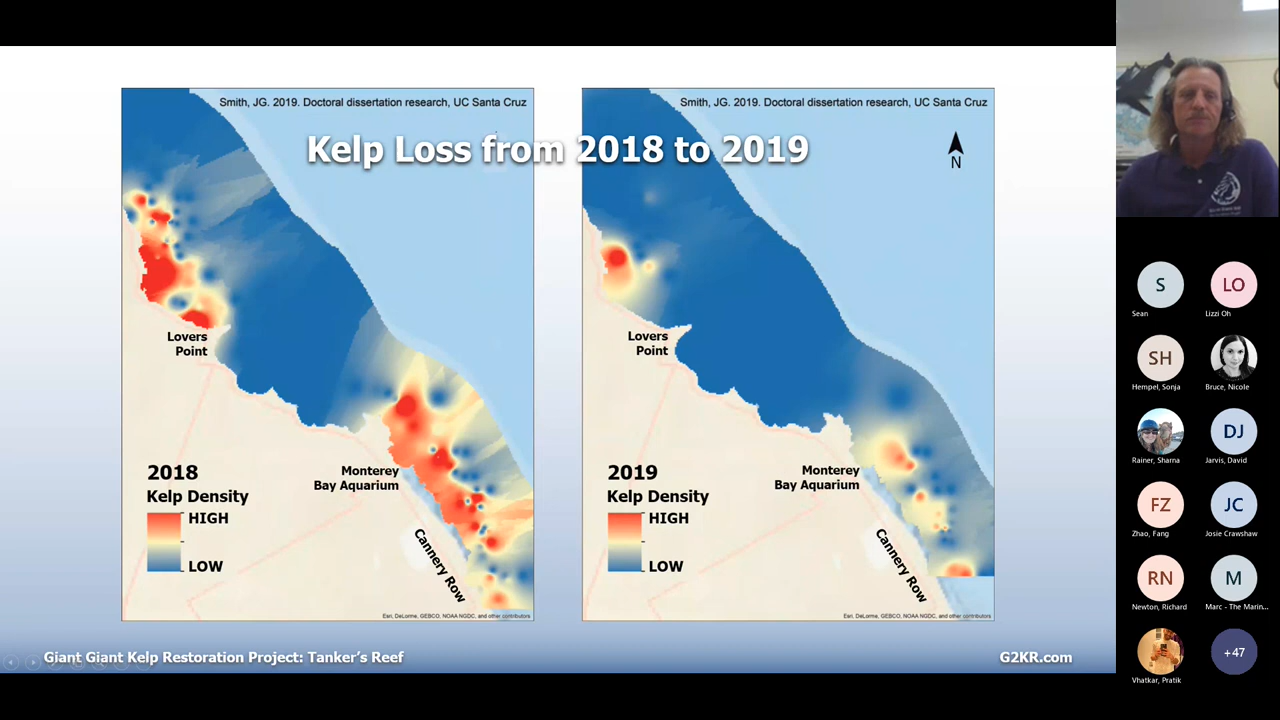 Smith, JG. 2019. Doctoral dissertation research, UC Santa Cruz
Smith, JG. 2019. Doctoral dissertation research, UC Santa Cruz
Kelp Loss from 2018 to 2019
N
Lovers
Point
Monterey
Bay Aquarium
Cannery Row
2018
Kelp Density
HIGH
LOW
Esri, DeLorme, GEBCO, NOAA NGDC, and other contributors
Lovers
Point
Monterey
Bay Aquarium
Cannery Row
2019
Kelp Density
HIGH
LOW
Esri, DeLorme, GEBCO, NOAA NGDC, and other contributors
Giant Giant Kelp Restoration Project: Tanker's Reef
G2KR.com
S
Sean
LO
Lizzi Oh
SH
Hempel, Sonja
Bruce, Nicole
Rainer, Sharna
DJ
Jarvis, David
FZ
Zhao, Fang
JC
Josie Crawshaw
RN
Newton, Richard
M
Marc - The Marin...
Vhatkar, Pratik
+47